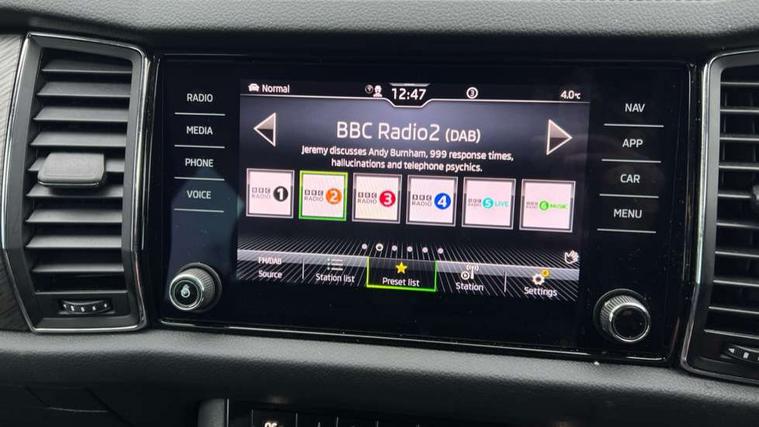 Normal
12:47
3
4.0°C
RADIO
MEDIA
PHONE
VOICE
NAV
APP
CAR
MENU
BBC Radio2 (DAB)
Jeremy discusses Andy Burnham, 999 response times,
hallucinations and telephone psychics.
BBC RADIO 1
BBC RADIO 2
BBC RADIO 3
BBC RADIO 4
BBC RADIO 5 LIVE
BBC RADIO 6 MUSIC
FM/DAB
Source
Station list
Preset list
Station
Settings